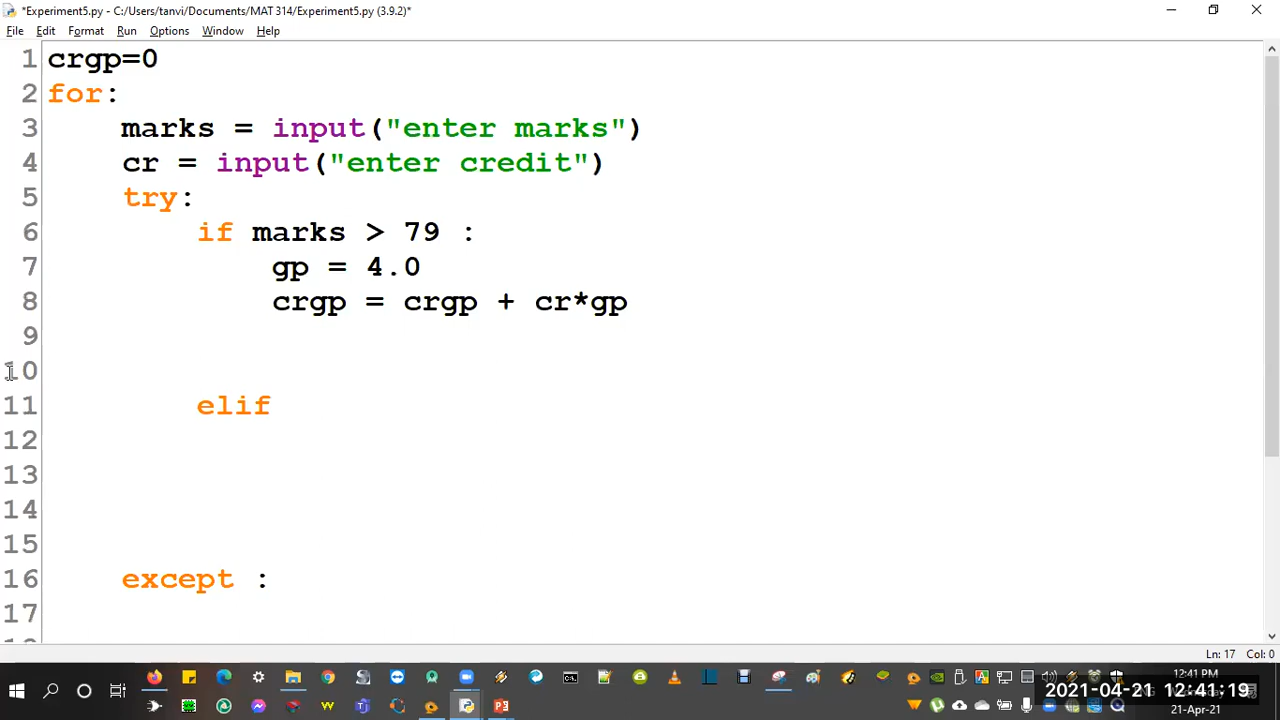 *Experiment5.py - C:/Users/tanvi/Documents/MAT 314/Experiment5.py (3.9.2)*
File Edit Format Run Options Window Help
1 crgp=0
2 for:
3 marks = input("enter marks")
4 cr = input("enter credit")
5 try:
6 if marks > 79 :
7 gp = 4.0
8 crgp = crgp + cr*gp
9
10
11 elif
12
13
14
15
16 except :
17
Ln: 17 Col: 0
12:41 PM
2021-04-21 12:41:19
21-Apr-21